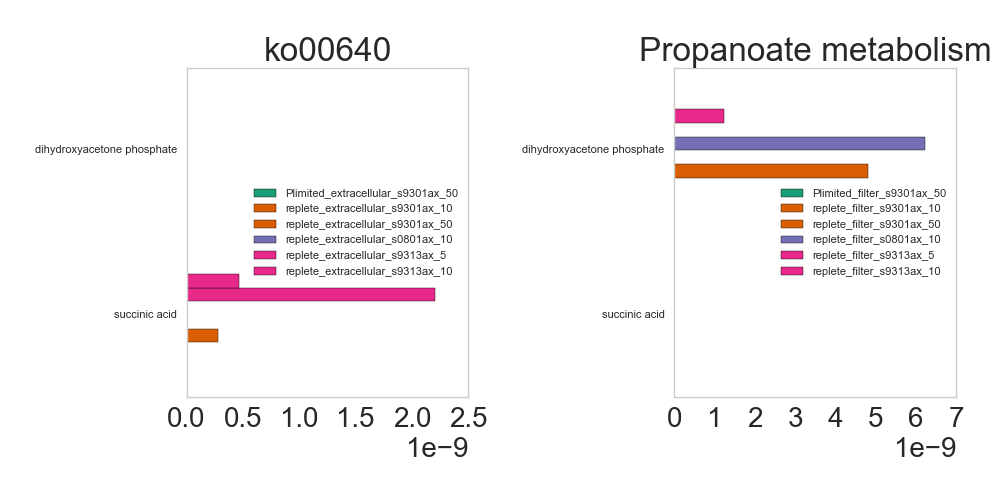 ko00640
dihydroxyacetone phosphate
Plimited_extracellular_s9301ax_50
replete_extracellular_s9301ax_10
replete_extracellular_s9301ax_50
replete_extracellular_s0801ax_10
replete_extracellular_s9313ax_5
replete_extracellular_s9313ax_10
succinic acid
0.0 0.5 1.0 1.5 2.0 2.5
1e−9
Propanoate metabolism
dihydroxyacetone phosphate
Plimited_filter_s9301ax_50
replete_filter_s9301ax_10
replete_filter_s9301ax_50
replete_filter_s0801ax_10
replete_filter_s9313ax_5
replete_filter_s9313ax_10
succinic acid
0 1 2 3 4 5 6 7
1e−9